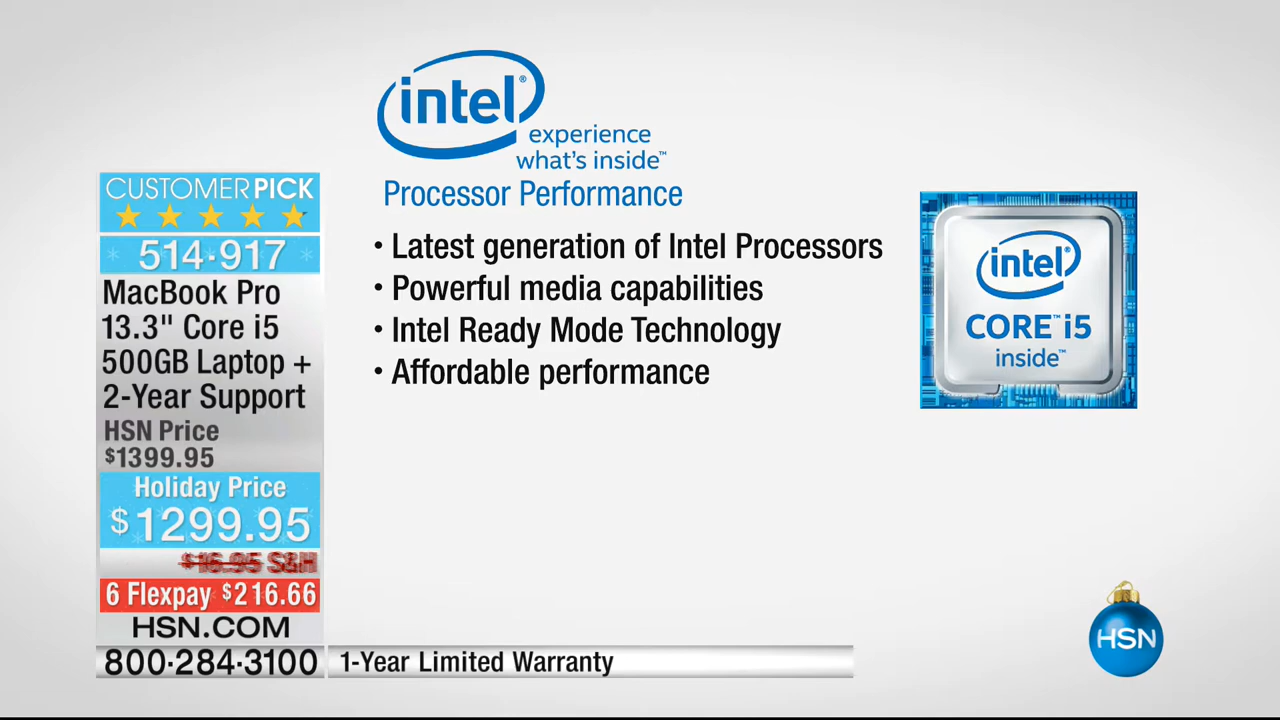 intel®
experience
what's inside™
Processor Performance
• Latest generation of Intel Processors
• Powerful media capabilities
• Intel Ready Mode Technology
• Affordable performance
CUSTOMER PICK
514·917
MacBook Pro
13.3" Core i5
500GB Laptop +
2-Year Support
HSN Price
$1399.95
Holiday Price
$1299.95
$16.95 S&H
6 Flexpay $216.66
HSN.COM
800·284·3100
1-Year Limited Warranty
intel®
CORE™ i5
inside™
HSN